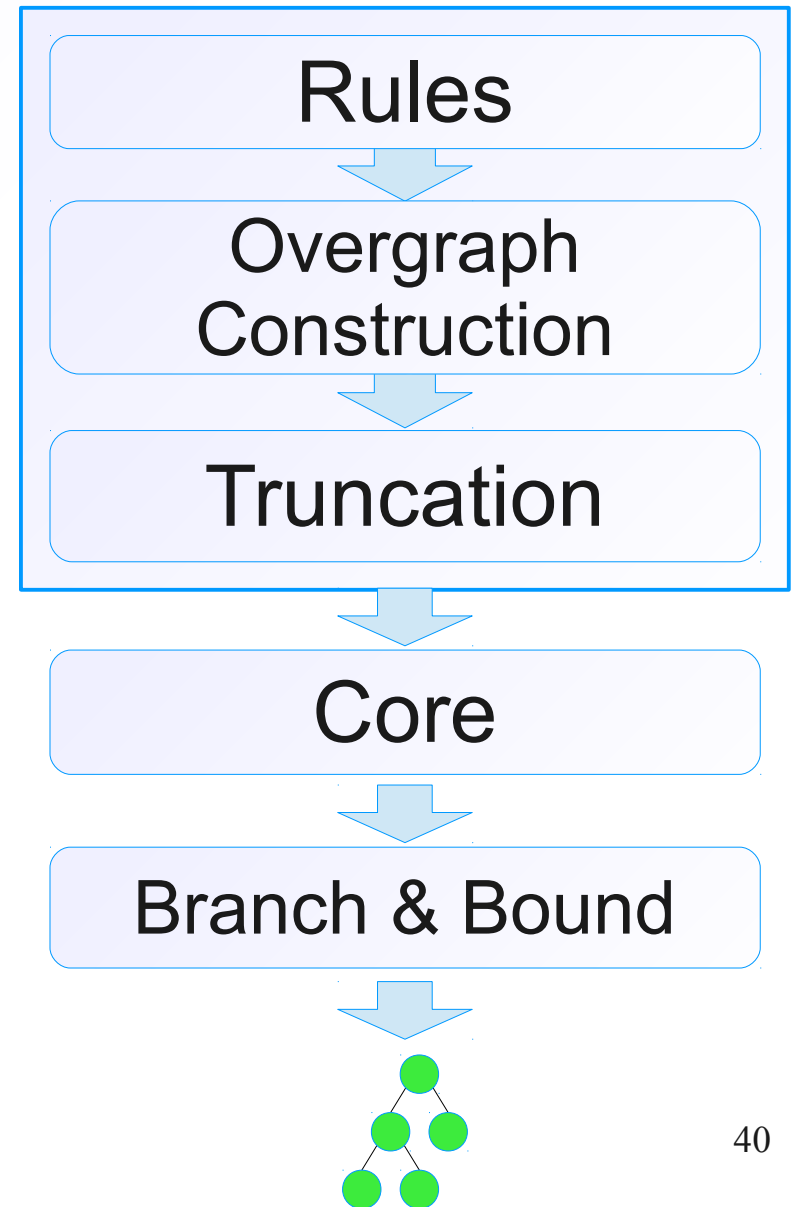 Rules
Overgraph
Construction
Truncation
Core
Branch & Bound
40